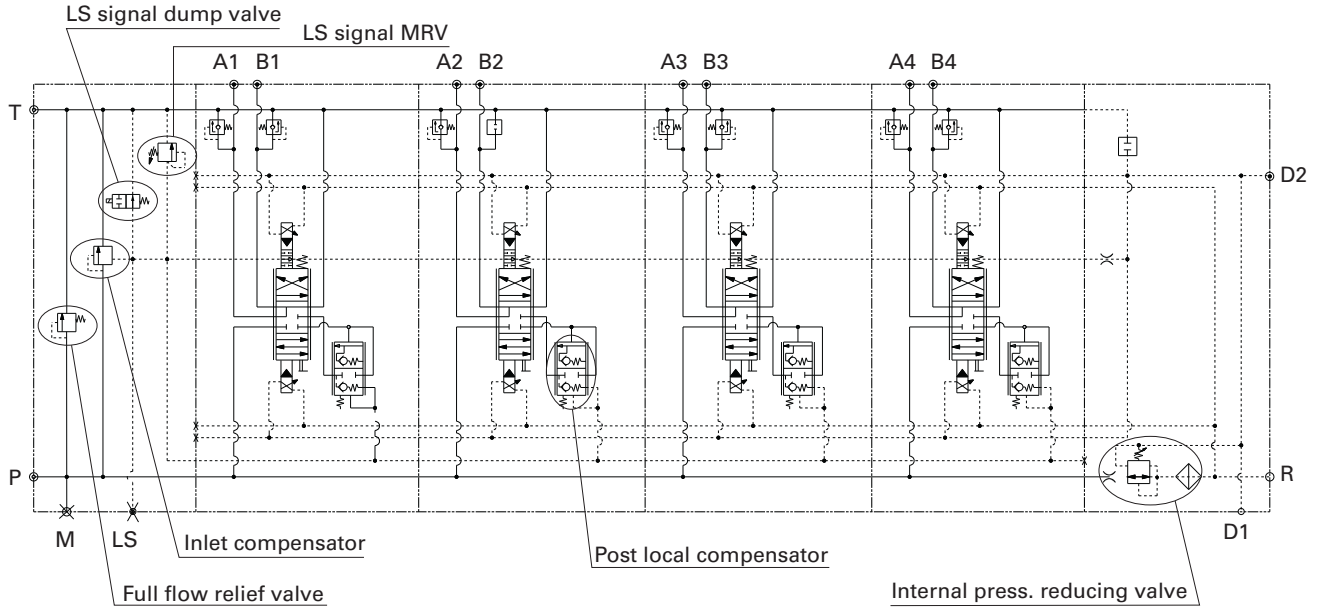 LS signal dump valve
LS signal MRV
A1 B1 A2 B2 A3 B3 A4 B4
T
D2
P
R
M LS
D1
Inlet compensator
Post local compensator
Full flow relief valve
Internal press. reducing valve